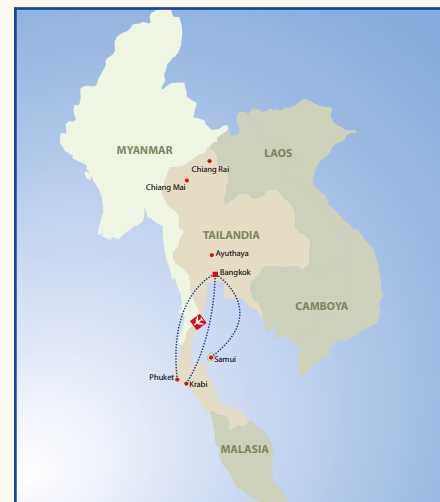 MYANMAR
LAOS
Chiang Rai
Chiang Mai
TAILANDIA
Ayuthaya
Bangkok
CAMBOYA
Samui
Phuket
Krabi
MALASIA